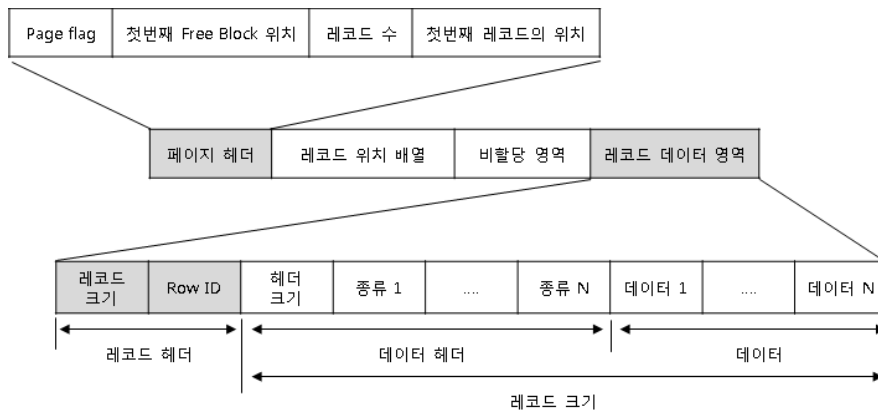 Page flag
첫번째 Free Block 위치
레코드 수
첫번째 레코드의 위치
페이지 헤더
레코드 위치 배열
비할당 영역
레코드 데이터 영역
레코드
크기
Row ID
헤더
크기
종류 1
....
종류 N
데이터 1
....
데이터 N
레코드 헤더
데이터 헤더
데이터
레코드 크기